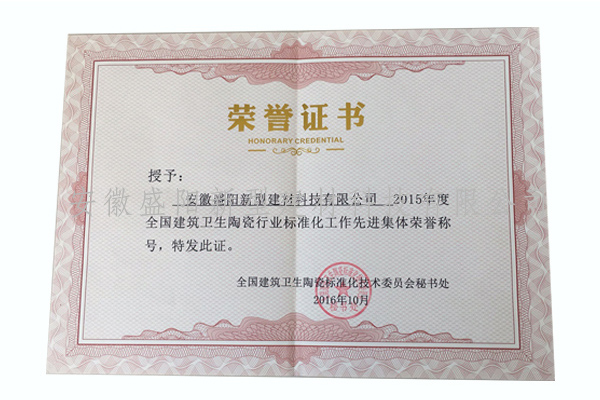 荣誉证书
HONORARY CREDENTIAL
授予：
安徽盛阳新型建材科技有限公司 2015年度
全国建筑卫生陶瓷行业标准化工作先进集体荣誉称
号，特发此证。
全国建筑卫生陶瓷标准化技术委员会秘书处
2016年10月
秘书处